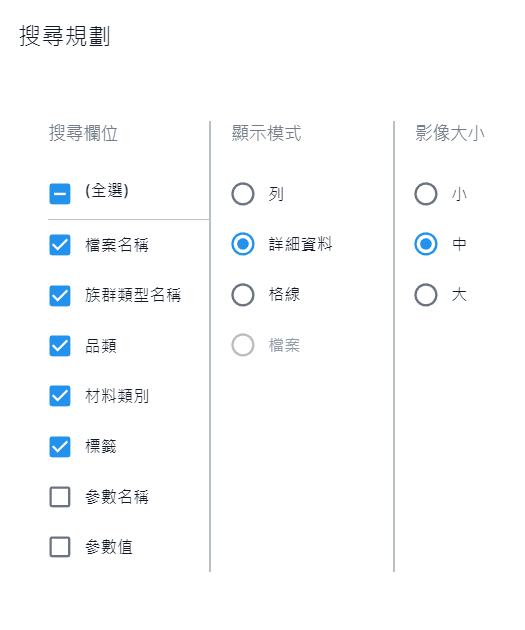 搜尋規劃
搜尋欄位
(全選)
檔案名稱
族群類型名稱
品類
材料類別
標籤
參數名稱
參數值
顯示模式
列
詳細資料
格線
檔案
影像大小
小
中
大